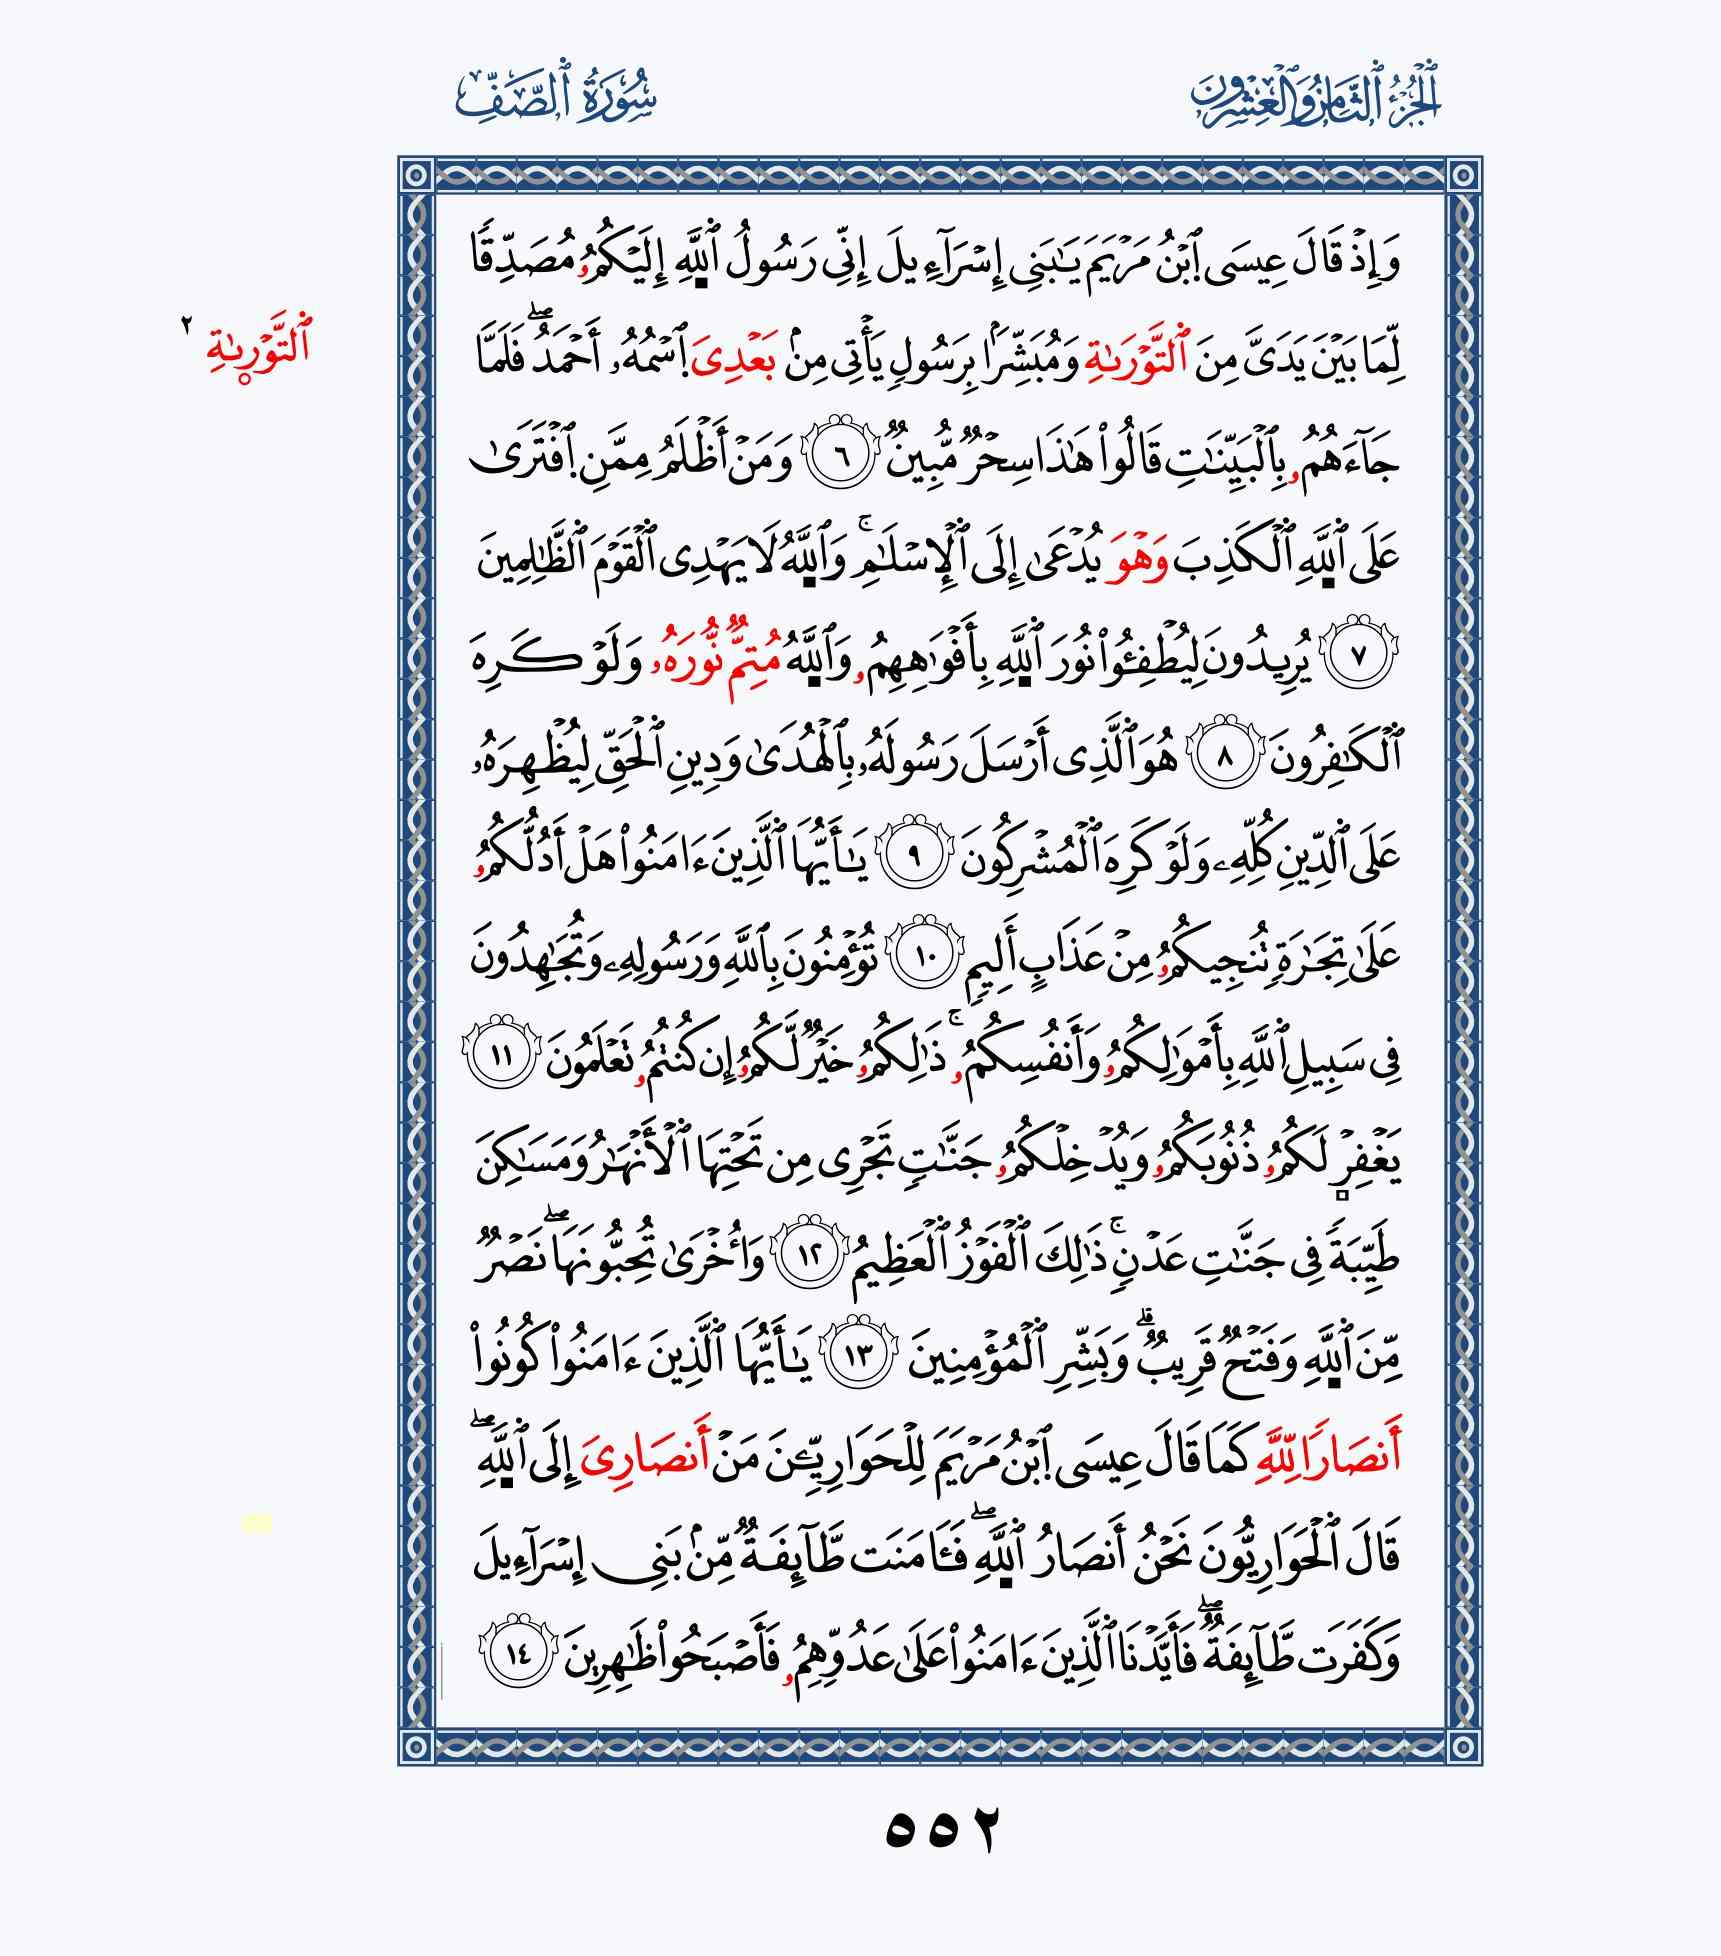 ٱلْجُزْءُ ٱلثَّامِنُ وَٱلْعِشْرُونَ
سُورَةُ ٱلصَّفِّ
وَإِذْ قَالَ عِيسَى ٱبْنُ مَرْيَمَ يَـٰبَنِىٓ إِسْرَآءِيلَ إِنِّى رَسُولُ ٱللَّهِ إِلَيْكُمُۥ مُصَدِّقًا
لِّمَا بَيْنَ يَدَىَّ مِنَ ٱلتَّوْرَىٰةِ وَمُبَشِّرًۢا بِرَسُولٍ يَأْتِى مِنۢ بَعْدِىَ ٱسْمُهُۥ أَحْمَدُ ۖ فَلَمَّا
ٱلتَّوْرىٰةِ ٢
جَآءَهُمُۥ بِٱلْبَيِّنَـٰتِ قَالُوا۟ هَـٰذَا سِحْرٌ مُّبِينٌ ٦ وَمَنْ أَظْلَمُ مِمَّنِ ٱفْتَرَىٰ
عَلَى ٱللَّهِ ٱلْكَذِبَ وَهْوَ يُدْعَىٰٓ إِلَى ٱلْإِسْلَـٰمِ ۚ وَٱللَّهُ لَا يَهْدِى ٱلْقَوْمَ ٱلظَّـٰلِمِينَ
٧ يُرِيدُونَ لِيُطْفِـُٔوا۟ نُورَ ٱللَّهِ بِأَفْوَٰهِهِمُۥ وَٱللَّهُ مُتِمٌّ نُّورَهُۥ وَلَوْ كَرِهَ
ٱلْكَـٰفِرُونَ ٨ هُوَ ٱلَّذِىٓ أَرْسَلَ رَسُولَهُۥ بِٱلْهُدَىٰ وَدِينِ ٱلْحَقِّ لِيُظْهِرَهُۥ
عَلَى ٱلدِّينِ كُلِّهِۦ وَلَوْ كَرِهَ ٱلْمُشْرِكُونَ ٩ يَـٰٓأَيُّهَا ٱلَّذِينَ ءَامَنُوا۟ هَلْ أَدُلُّكُمُۥ
عَلَىٰ تِجَـٰرَةٍ تُنجِيكُمُۥ مِنْ عَذَابٍ أَلِيمٍ ١٠ تُؤْمِنُونَ بِٱللَّهِ وَرَسُولِهِۦ وَتُجَـٰهِدُونَ
فِى سَبِيلِ ٱللَّهِ بِأَمْوَٰلِكُمُۥ وَأَنفُسِكُمُۥ ۚ ذَٰلِكُمُۥ خَيْرٌ لَّكُمُۥ إِن كُنتُمُۥ تَعْلَمُونَ ١١
يَغْفِرْ لَكُمُۥ ذُنُوبَكُمُۥ وَيُدْخِلْكُمُۥ جَنَّـٰتٍ تَجْرِى مِن تَحْتِهَا ٱلْأَنْهَـٰرُ وَمَسَـٰكِنَ
طَيِّبَةً فِى جَنَّـٰتِ عَدْنٍ ۚ ذَٰلِكَ ٱلْفَوْزُ ٱلْعَظِيمُ ١٢ وَأُخْرَىٰ تُحِبُّونَهَا ۖ نَصْرٌ
مِّنَ ٱللَّهِ وَفَتْحٌ قَرِيبٌ ۗ وَبَشِّرِ ٱلْمُؤْمِنِينَ ١٣ يَـٰٓأَيُّهَا ٱلَّذِينَ ءَامَنُوا۟ كُونُوا۟
أَنصَارًا لِّلَّهِ كَمَا قَالَ عِيسَى ٱبْنُ مَرْيَمَ لِلْحَوَارِيِّـۧنَ مَنْ أَنصَارِىَ إِلَى ٱللَّهِ ۖ
قَالَ ٱلْحَوَارِيُّونَ نَحْنُ أَنصَارُ ٱللَّهِ ۖ فَـَٔامَنَت طَّآئِفَةٌ مِّنۢ بَنِىٓ إِسْرَآءِيلَ
وَكَفَرَت طَّآئِفَةٌ ۖ فَأَيَّدْنَا ٱلَّذِينَ ءَامَنُوا۟ عَلَىٰ عَدُوِّهِمُۥ فَأَصْبَحُوا۟ ظَـٰهِرِينَ ١٤
٥٥٢